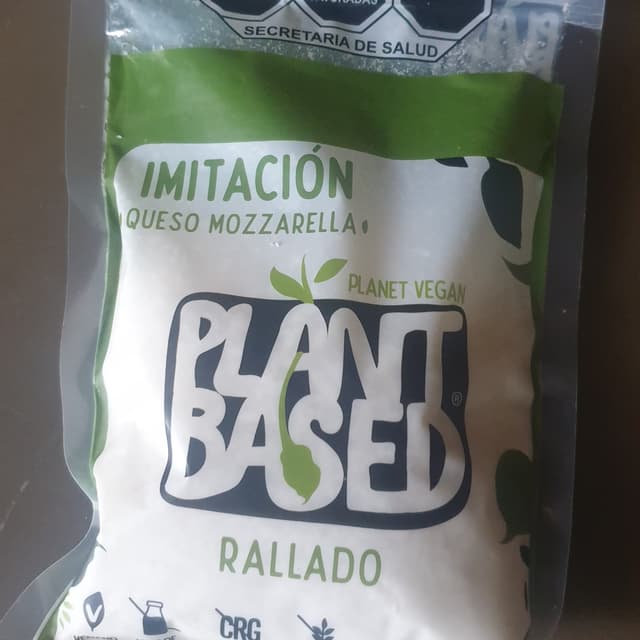 SECRETARIA DE SALUD
IMITACIÓN
QUESO MOZZARELLA
PLANET VEGAN
PLANT
BASED®
RALLADO
CRG